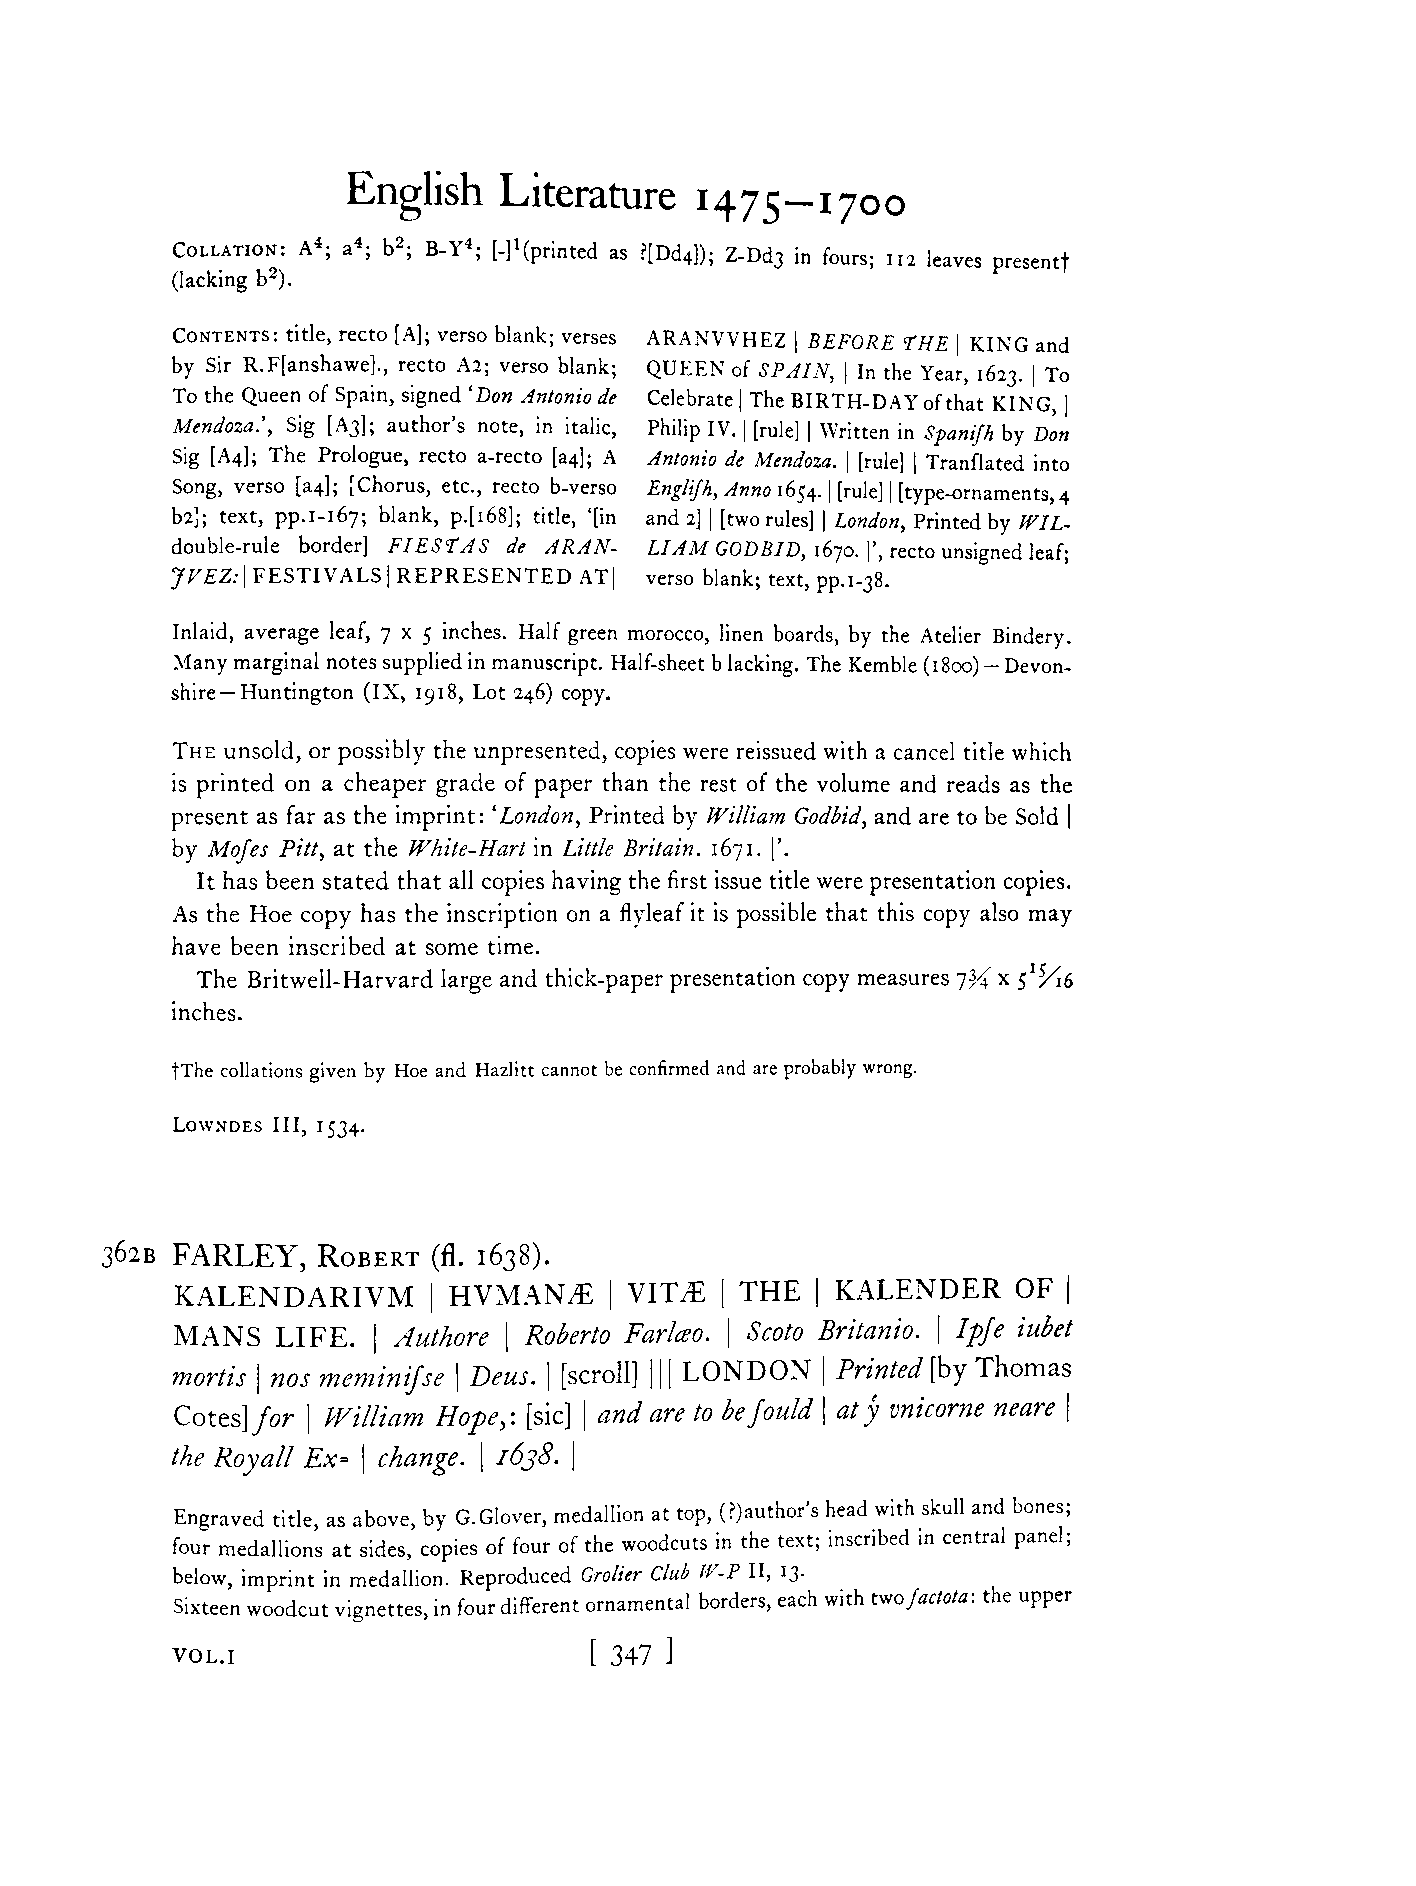 English Literature 1475–1700
COLLATION: A⁴; a⁴; b²; B-Y⁴; [-]¹(printed as ?[Dd4]); Z-Dd3 in fours; 112 leaves present†
(lacking b²).
CONTENTS: title, recto [A]; verso blank; verses
by Sir R.F[anshawe]., recto A2; verso blank;
To the Queen of Spain, signed ‘Don Antonio de
Mendoza.’, Sig [A3]; author's note, in italic,
Sig [A4]; The Prologue, recto a-recto [a4]; A
Song, verso [a4]; [Chorus, etc., recto b-verso
b2]; text, pp.1-167; blank, p.[168]; title, ‘[in
double-rule border] FIESTAS de ARAN-
JVEZ: | FESTIVALS | REPRESENTED AT |
ARANVVHEZ | BEFORE THE | KING and
QUEEN of SPAIN, | In the Year, 1623. | To
Celebrate | The BIRTH-DAY of that KING, |
Philip IV. | [rule] | Written in Spaniſh by Don
Antonio de Mendoza. | [rule] | Tranſlated into
Engliſh, Anno 1654. | [rule] | [type-ornaments, 4
and 2] | [two rules] | London, Printed by WIL-
LIAM GODBID, 1670. |’, recto unsigned leaf;
verso blank; text, pp.1-38.
Inlaid, average leaf, 7 x 5 inches. Half green morocco, linen boards, by the Atelier Bindery.
Many marginal notes supplied in manuscript. Half-sheet b lacking. The Kemble (1800) – Devon-
shire – Huntington (IX, 1918, Lot 246) copy.
THE unsold, or possibly the unpresented, copies were reissued with a cancel title which
is printed on a cheaper grade of paper than the rest of the volume and reads as the
present as far as the imprint: ‘London, Printed by William Godbid, and are to be Sold |
by Moſes Pitt, at the White-Hart in Little Britain. 1671. |’.
It has been stated that all copies having the first issue title were presentation copies.
As the Hoe copy has the inscription on a flyleaf it is possible that this copy also may
have been inscribed at some time.
The Britwell-Harvard large and thick-paper presentation copy measures 7¾ x 5¹⁵⁄₁₆
inches.
†The collations given by Hoe and Hazlitt cannot be confirmed and are probably wrong.
LOWNDES III, 1534.
362B FARLEY, ROBERT (fl. 1638).
KALENDARIVM | HVMANÆ | VITÆ | THE | KALENDER OF |
MANS LIFE. | Authore | Roberto Farlæo. | Scoto Britanio. | Ipſe iubet
mortis | nos meminiſse | Deus. | [scroll] ||| LONDON | Printed [by Thomas
Cotes] for | William Hope,: [sic] | and are to be ſould | at ẏ vnicorne neare |
the Royall Ex= | change. | 1638. |
Engraved title, as above, by G.Glover, medallion at top, (?)author's head with skull and bones;
four medallions at sides, copies of four of the woodcuts in the text; inscribed in central panel;
below, imprint in medallion. Reproduced Grolier Club W-P II, 13.
Sixteen woodcut vignettes, in four different ornamental borders, each with two factota: the upper
VOL.I [ 347 ]